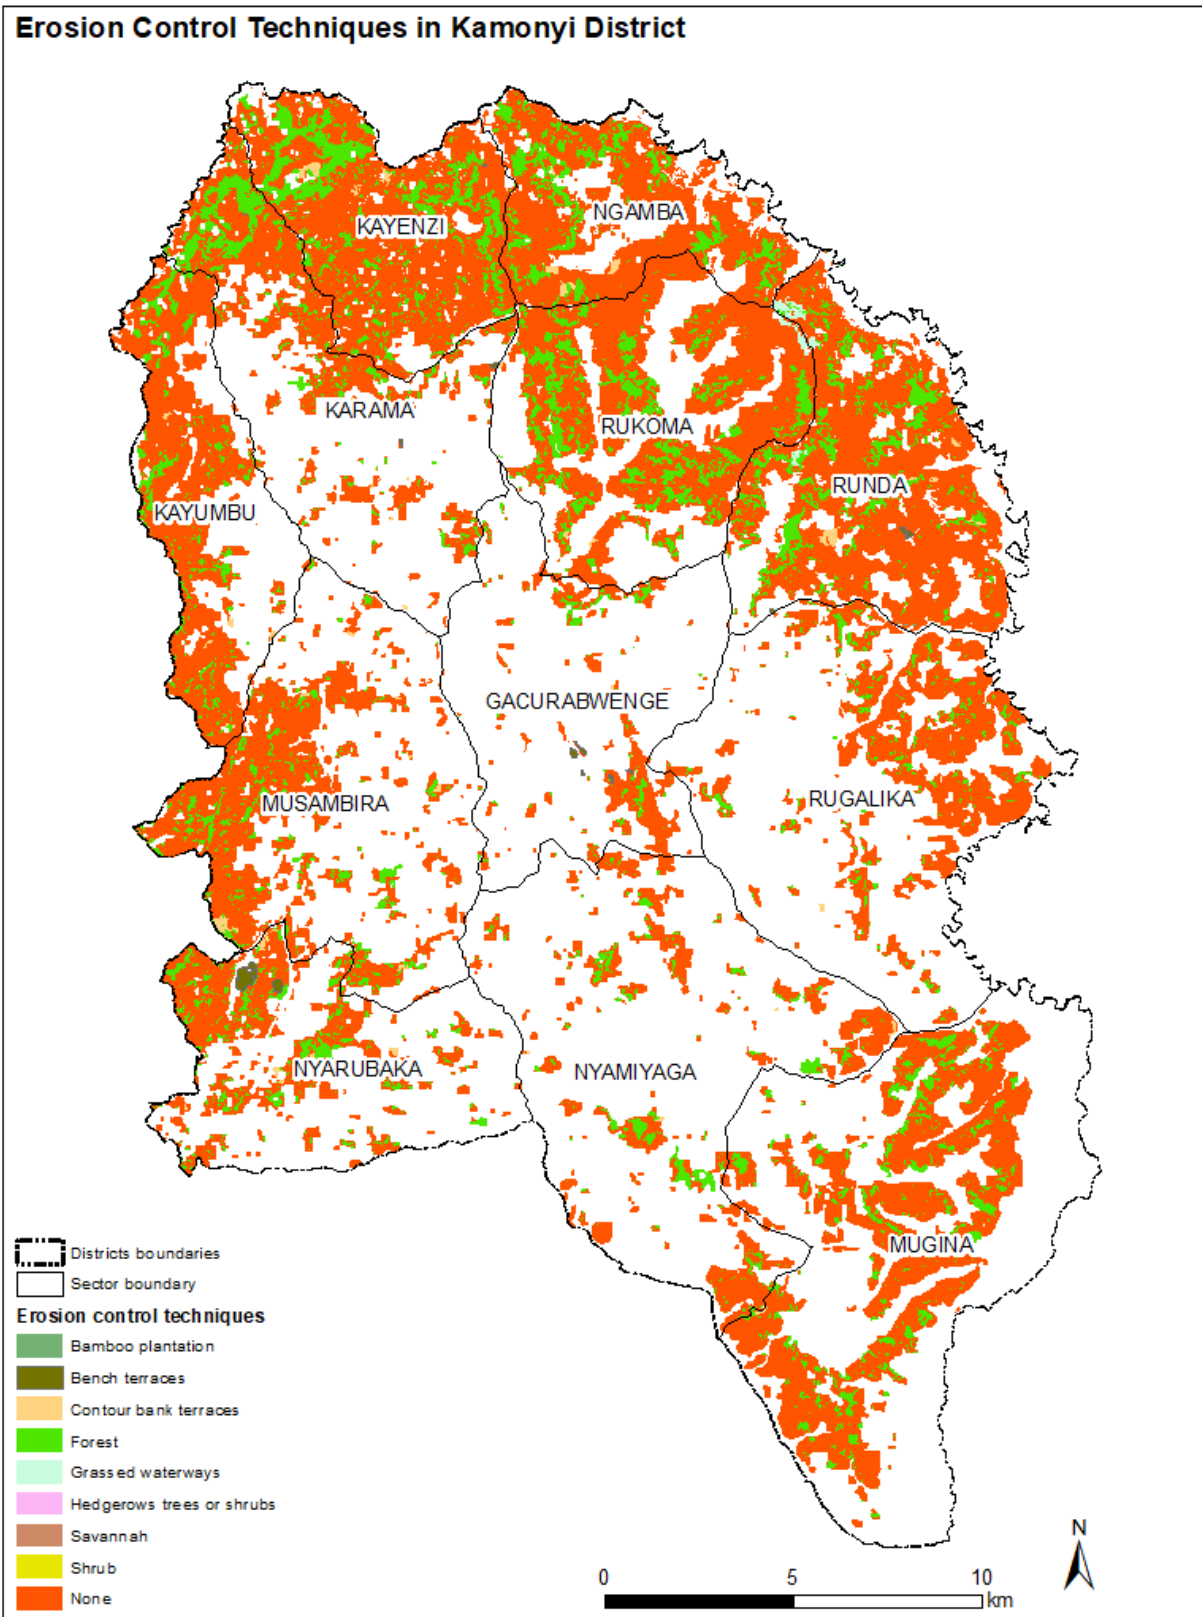 Erosion Control Techniques in Kamonyi District
NGAMBA
KAYENZI
KARAMA
RUKOMA
RUNDA
KAYUMBU
GACURABWENGE
RUGALIKA
MUSAMBIRA
NYARUBAKA
NYAMIYAGA
MUGINA
Districts boundaries
Sector boundary
Erosion control techniques
Bamboo plantation
Bench terraces
Contour bank terraces
Forest
Grassed waterways
Hedgerows trees or shrubs
Savannah
Shrub
None
N
0 5 10
km